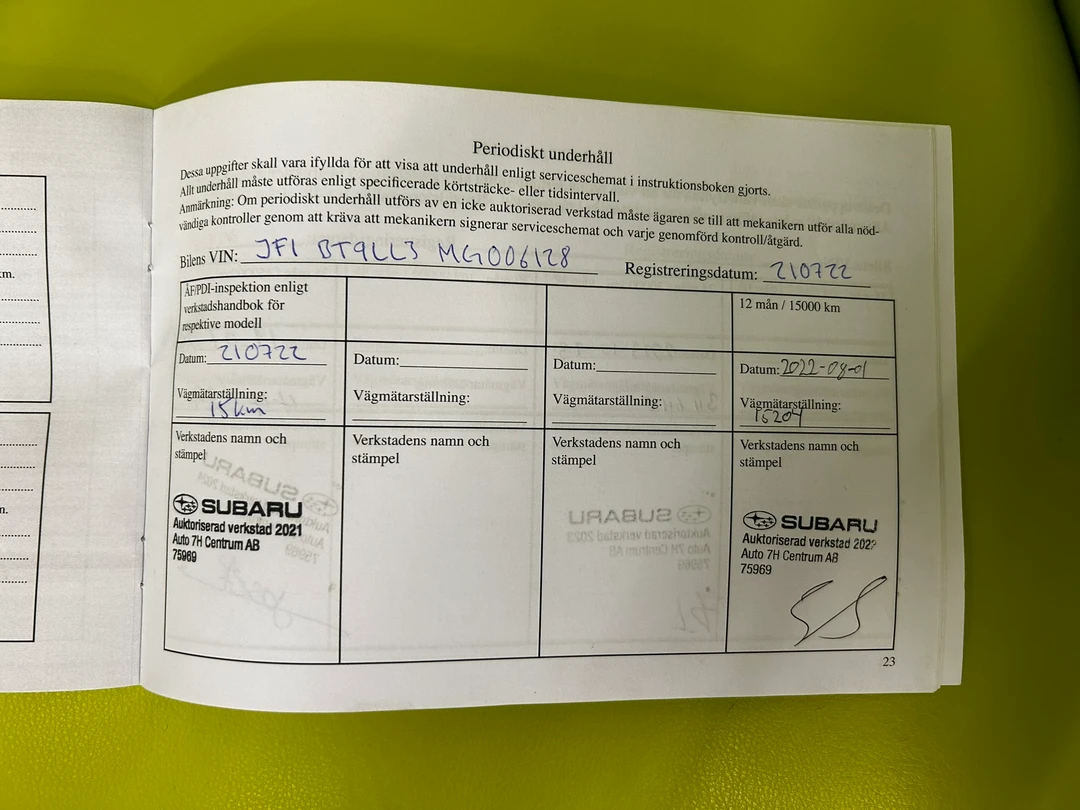 km.
n.
Periodiskt underhåll
Dessa uppgifter skall vara ifyllda för att visa att underhåll enligt serviceschemat i instruktionsboken gjorts.
Allt underhåll måste utföras enligt specificerade körtsträcke- eller tidsintervall.
Anmärkning: Om periodiskt underhåll utförs av en icke auktoriserad verkstad måste ägaren se till att mekanikern utför alla nöd-
vändiga kontroller genom att kräva att mekanikern signerar serviceschemat och varje genomförd kontroll/åtgärd.
Bilens VIN: JF1 BT9LL3 MG006128 Registreringsdatum: 210722
ÅF/PDI-inspektion enligt
verkstadshandbok för
respektive modell
Datum: 210722
Vägmätarställning:
15km
Verkstadens namn och
stämpel
SUBARU
Auktoriserad verkstad 2021
Auto 7H Centrum AB
75969
Datum:
Vägmätarställning:
Verkstadens namn och
stämpel
Datum:
Vägmätarställning:
Verkstadens namn och
stämpel
12 mån / 15000 km
Datum: 2022-08-01
Vägmätarställning:
15204
Verkstadens namn och
stämpel
SUBARU
Auktoriserad verkstad
Auto 7H Centrum AB
75969
23